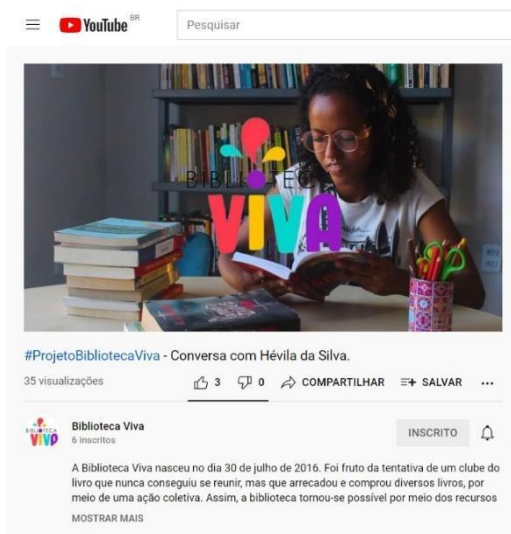 YouTube BR
Pesquisar
BIBLIOTECA
VIVA
#ProjetoBibliotecaViva - Conversa com Hévila da Silva.
35 visualizações
3
0
COMPARTILHAR
SALVAR
BIBLIOTECA
VIVA
Biblioteca Viva
6 inscritos
INSCRITO
A Biblioteca Viva nasceu no dia 30 de julho de 2016. Foi fruto da tentativa de um clube do
livro que nunca conseguiu se reunir, mas que arrecadou e comprou diversos livros, por
meio de uma ação coletiva. Assim, a biblioteca tornou-se possível por meio dos recursos
MOSTRAR MAIS